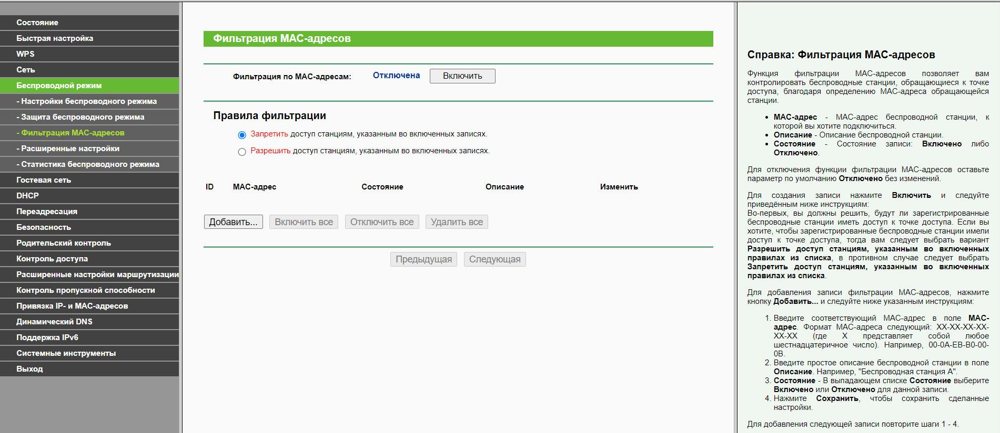 Состояние
Быстрая настройка
WPS
Сеть
Беспроводной режим
- Настройки беспроводного режима
- Защита беспроводного режима
- Фильтрация MAC-адресов
- Расширенные настройки
- Статистика беспроводного режима
Гостевая сеть
DHCP
Переадресация
Безопасность
Родительский контроль
Контроль доступа
Расширенные настройки маршрутизации
Контроль пропускной способности
Привязка IP- и MAC-адресов
Динамический DNS
Поддержка IPv6
Системные инструменты
Выход
Фильтрация MAC-адресов
Фильтрация по MAC-адресам: Отключена Включить
Правила фильтрации
Запретить доступ станциям, указанным во включенных записях.
Разрешить доступ станциям, указанным во включенных записях.
ID MAC-адрес Состояние Описание Изменить
Добавить... Включить все Отключить все Удалить все
Предыдущая Следующая
Справка: Фильтрация MAC-адресов
Функция фильтрации MAC-адресов позволяет вам
контролировать беспроводные станции, обращающиеся к точке
доступа, благодаря определению MAC-адреса обращающейся
станции.
• MAC-адрес - MAC-адрес беспроводной станции, к
которой вы хотите подключиться.
• Описание - Описание беспроводной станции.
• Состояние - Состояние записи: Включено либо
Отключено.
Для отключения функции фильтрации MAC-адресов оставьте
параметр по умолчанию Отключено без изменений.
Для создания записи нажмите Включить и следуйте
приведённым ниже инструкциям:
Во-первых, вы должны решить, будут ли зарегистрированные
беспроводные станции иметь доступ к точке доступа. Если вы
хотите, чтобы зарегистрированные беспроводные станции имели
доступ к точке доступа, тогда вам следует выбрать вариант
Разрешить доступ станциям, указанным во включенных
правилах из списка, в противном случае следует выбрать
Запретить доступ станциям, указанным во включенных
правилах из списка.
Для добавления записи фильтрации MAC-адресов, нажмите
кнопку Добавить... и следуйте ниже указанным инструкциям:
1. Введите соответствующий MAC-адрес в поле MAC-
адрес. Формат MAC-адреса следующий: XX-XX-XX-XX-
XX-XX (где X представляет собой любое
шестнадцатеричное число). Например, 00-0A-EB-B0-00-
0B.
2. Введите простое описание беспроводной станции в поле
Описание. Например, "Беспроводная станция A".
3. Состояние - В выпадающем списке Состояние выберите
Включено или Отключено для данной записи.
4. Нажмите Сохранить, чтобы сохранить сделанные
настройки.
Для добавления следующей записи повторите шаги 1 - 4.